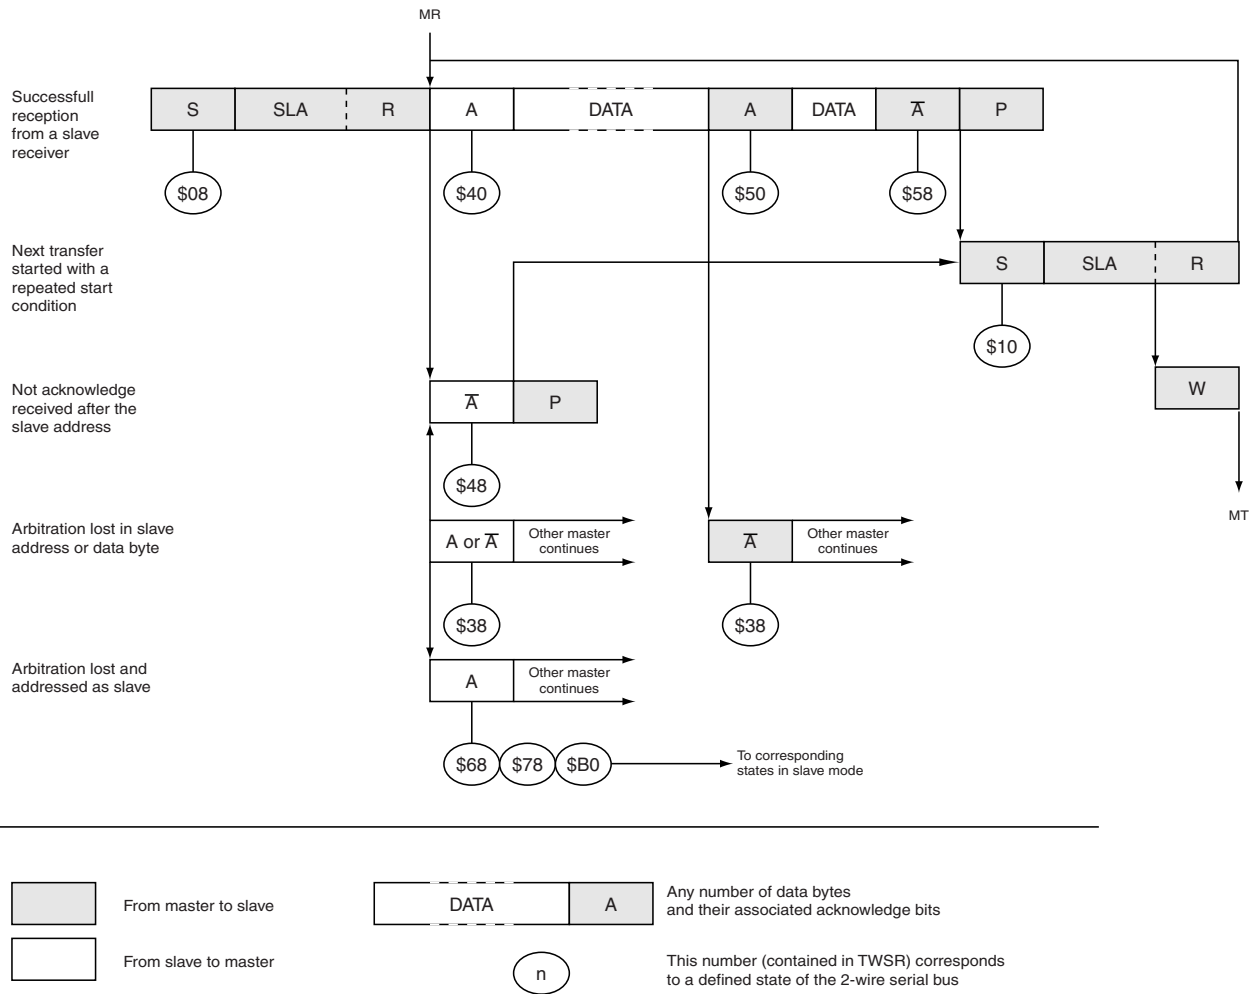 MR
Successfull
reception
from a slave
receiver
S SLA R A DATA A DATA A̅ P
$08 $40 $50 $58
Next transfer
started with a
repeated start
condition
S SLA R
$10
Not acknowledge
received after the
slave address
A̅ P
W
$48
MT
Arbitration lost in slave
address or data byte
A or A̅
Other master
continues
A̅
Other master
continues
$38 $38
Arbitration lost and
addressed as slave
A
Other master
continues
$68 $78 $B0
To corresponding
states in slave mode
From master to slave
DATA A
Any number of data bytes
and their associated acknowledge bits
From slave to master
n
This number (contained in TWSR) corresponds
to a defined state of the 2-wire serial bus